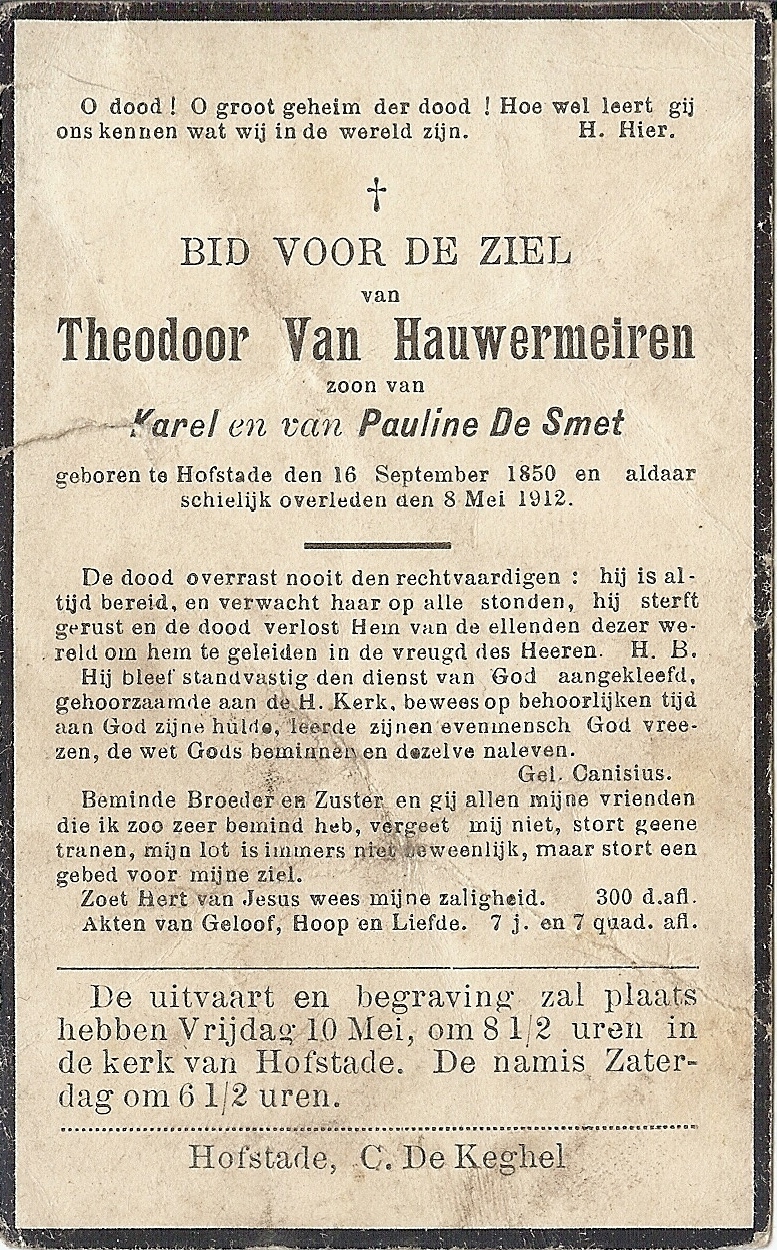 O dood ! O groot geheim der dood ! Hoe wel leert gij
ons kennen wat wij in de wereld zijn. H. Hier.
†
BID VOOR DE ZIEL
van
Theodoor Van Hauwermeiren
zoon van
Karel en van Pauline De Smet
geboren te Hofstade den 16 September 1850 en aldaar
schielijk overleden den 8 Mei 1912.
De dood overrast nooit den rechtvaardigen : hij is al-
tijd bereid, en verwacht haar op alle stonden, hij sterft
gerust en de dood verlost Hem van de ellenden dezer we-
reld om hem te geleiden in de vreugd des Heeren. H. B.
Hij bleef standvastig den dienst van God aangekleefd,
gehoorzaamde aan de H. Kerk, bewees op behoorlijken tijd
aan God zijne hulde, leerde zijnen evenmensch God vree-
zen, de wet Gods beminnen en dezelve naleven.
Gel. Canisius.
Beminde Broeder en Zuster en gij allen mijne vrienden
die ik zoo zeer bemind heb, vergeet mij niet, stort geene
tranen, mijn lot is immers niet beweenlijk, maar stort een
gebed voor mijne ziel.
Zoet Hert van Jesus wees mijne zaligheid. 300 d.afl.
Akten van Geloof, Hoop en Liefde. 7 j. en 7 quad. afl.
De uitvaart en begraving zal plaats
hebben Vrijdag 10 Mei, om 8 1/2 uren in
de kerk van Hofstade. De namis Zater-
dag om 6 1/2 uren.
Hofstade, C. De Keghel